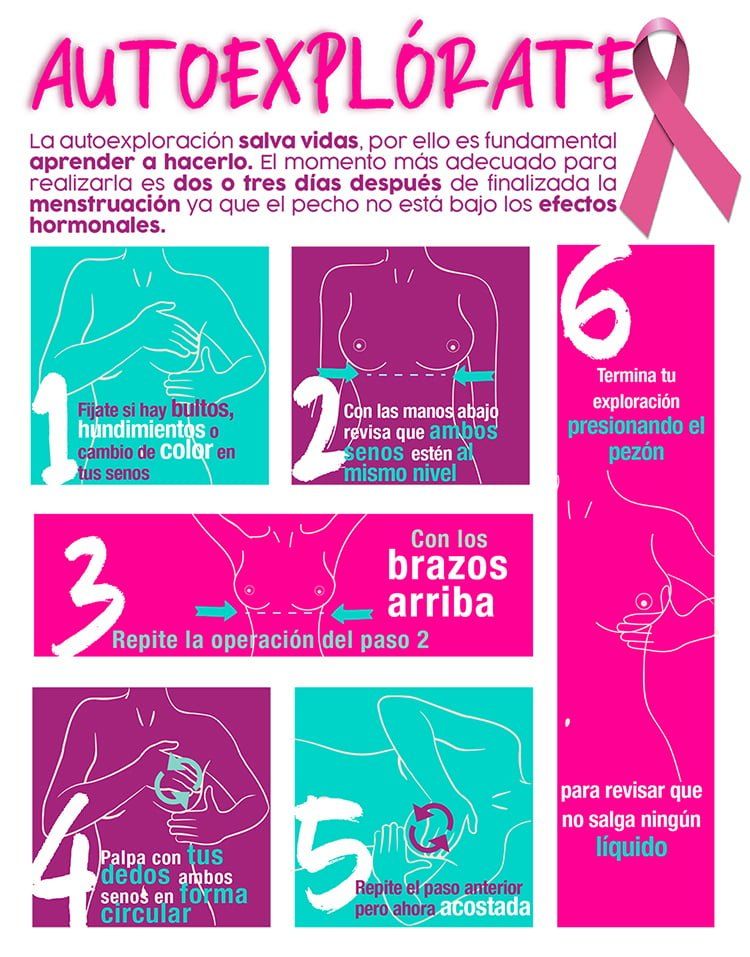 AUTOEXPLÓRATE
La autoexploración salva vidas, por ello es fundamental
aprender a hacerlo. El momento más adecuado para
realizarla es dos o tres días después de finalizada la
menstruación ya que el pecho no está bajo los efectos
hormonales.
1
Fíjate si hay bultos,
hundimientos o
cambio de color en
tus senos
2
Con las manos abajo
revisa que ambos
senos estén al
mismo nivel
3
Con los
brazos
arriba
Repite la operación del paso 2
4
Palpa con tus
dedos ambos
senos en forma
circular
5
Repite el paso anterior
pero ahora acostada
6
Termina tu
exploración
presionando el
pezón
para revisar que
no salga ningún
líquido